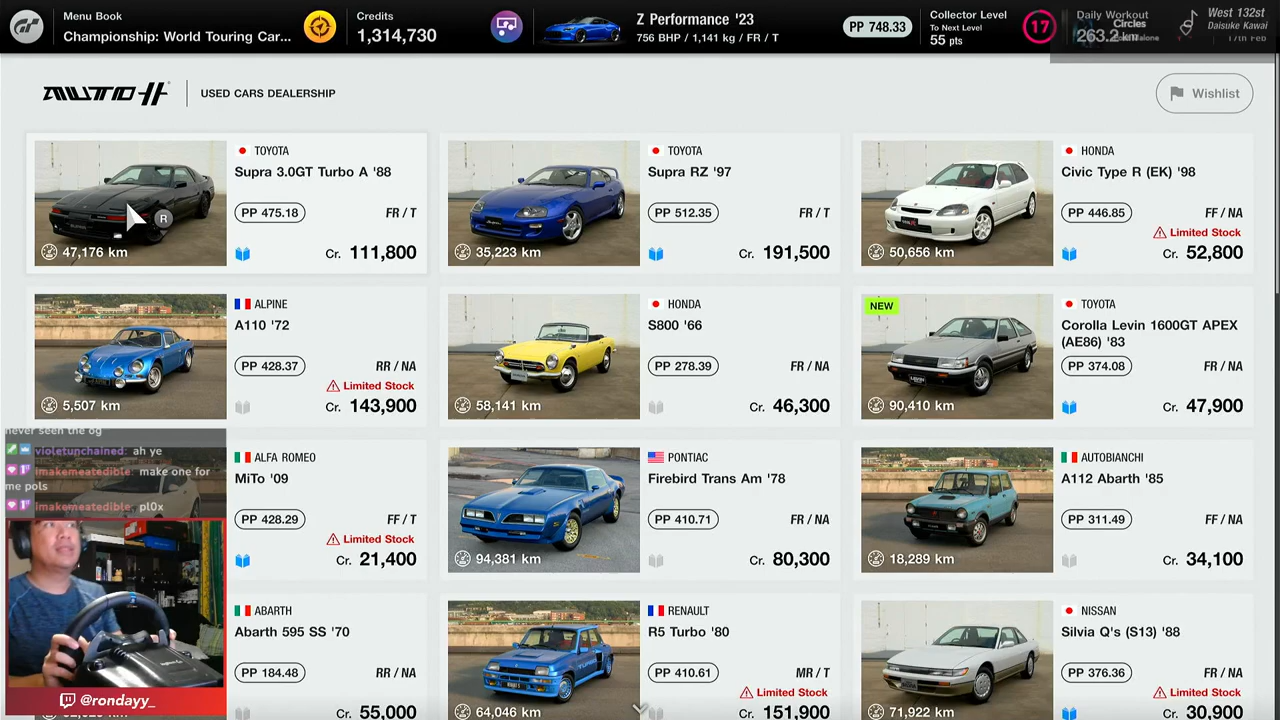 GT
Menu Book
Championship: World Touring Car...
Credits
1,314,730
Z Performance '23
756 BHP / 1,141 kg / FR / T
PP 748.33
Collector Level
To Next Level
55 pts
17
Daily Workout
263.2 km
Circles
West 132st
Daisuke Kawai
17th Feb
AUTO
USED CARS DEALERSHIP
Wishlist
TOYOTA
Supra 3.0GT Turbo A '88
PP 475.18
FR / T
R
47,176 km
Cr. 111,800
TOYOTA
Supra RZ '97
PP 512.35
FR / T
35,223 km
Cr. 191,500
HONDA
Civic Type R (EK) '98
PP 446.85
FF / NA
Limited Stock
50,656 km
Cr. 52,800
ALPINE
A110 '72
PP 428.37
RR / NA
Limited Stock
5,507 km
Cr. 143,900
HONDA
S800 '66
PP 278.39
FR / NA
58,141 km
Cr. 46,300
NEW
TOYOTA
Corolla Levin 1600GT APEX
(AE86) '83
PP 374.08
FR / NA
90,410 km
Cr. 47,900
never seen the og
violetunchained: ah ye
imakemeatedible: make one for
me pols
imakemeatedible: pl0x
ALFA ROMEO
MiTo '09
PP 428.29
FF / T
Limited Stock
Cr. 21,400
PONTIAC
Firebird Trans Am '78
PP 410.71
FR / NA
94,381 km
Cr. 80,300
AUTOBIANCHI
A112 Abarth '85
PP 311.49
FF / NA
18,289 km
Cr. 34,100
ABARTH
Abarth 595 SS '70
PP 184.48
RR / NA
Cr. 55,000
@rondayy_
RENAULT
R5 Turbo '80
PP 410.61
MR / T
Limited Stock
64,046 km
Cr. 151,900
NISSAN
Silvia Q's (S13) '88
PP 376.36
FR / NA
Limited Stock
71,922 km
Cr. 30,900